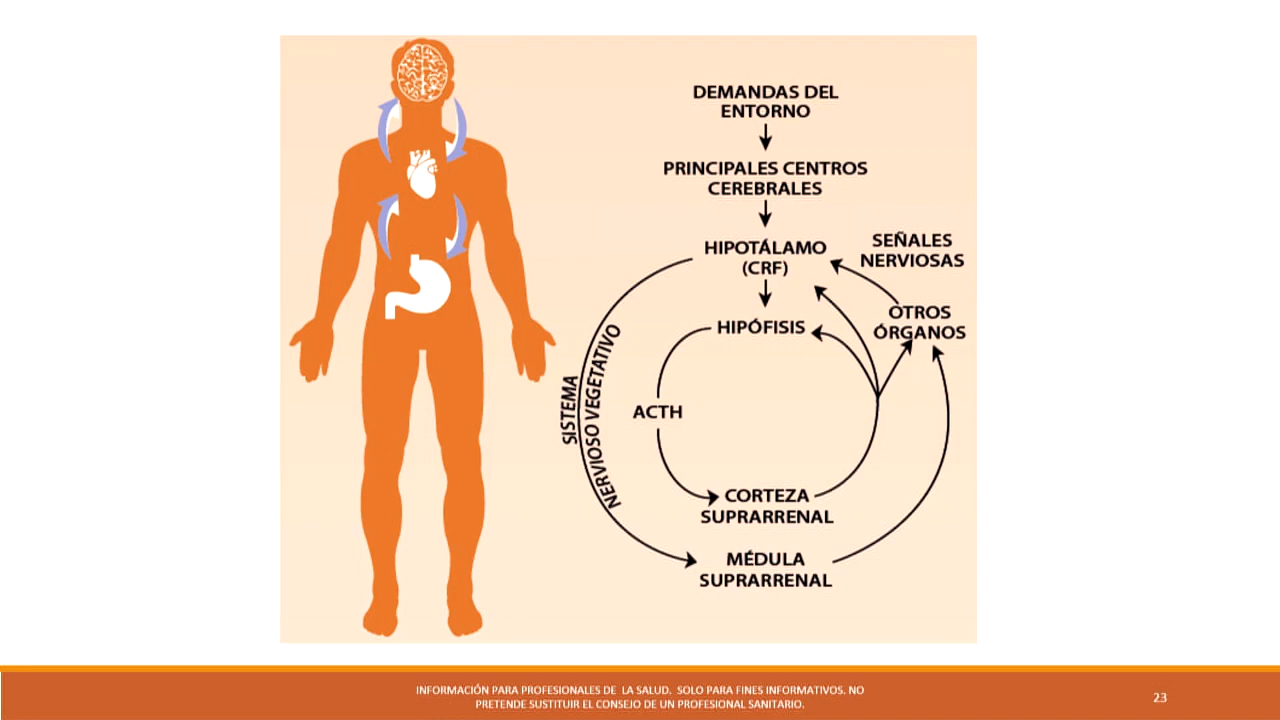 DEMANDAS DEL
ENTORNO
PRINCIPALES CENTROS
CEREBRALES
HIPOTÁLAMO
(CRF)
SEÑALES
NERVIOSAS
OTROS
ÓRGANOS
HIPÓFISIS
SISTEMA
NERVIOSO VEGETATIVO
ACTH
CORTEZA
SUPRARRENAL
MÉDULA
SUPRARRENAL
INFORMACIÓN PARA PROFESIONALES DE LA SALUD. SOLO PARA FINES INFORMATIVOS. NO
PRETENDE SUSTITUIR EL CONSEJO DE UN PROFESIONAL SANITARIO.
23